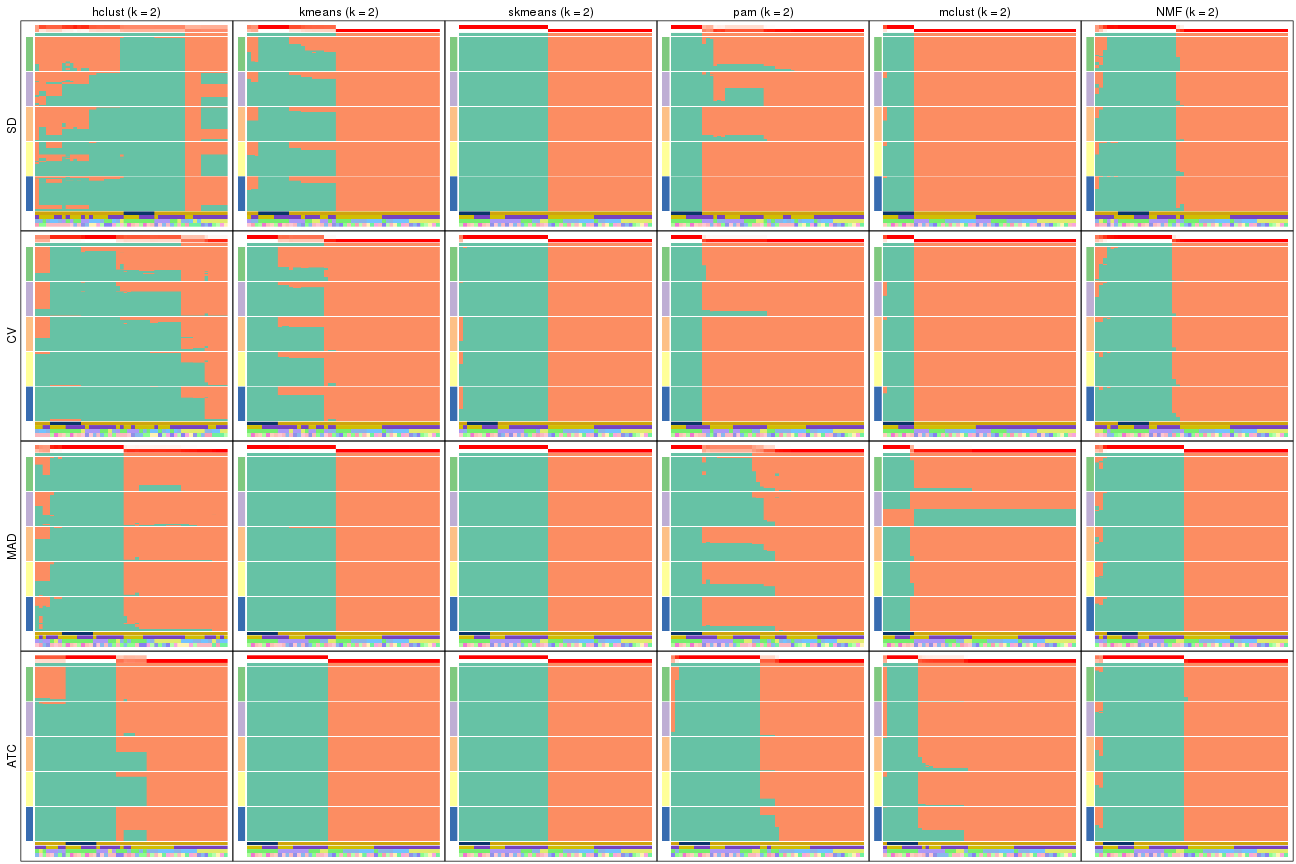 hclust (k = 2) kmeans (k = 2) skmeans (k = 2) pam (k = 2) mclust (k = 2) NMF (k = 2)
SD
CV
MAD
ATC